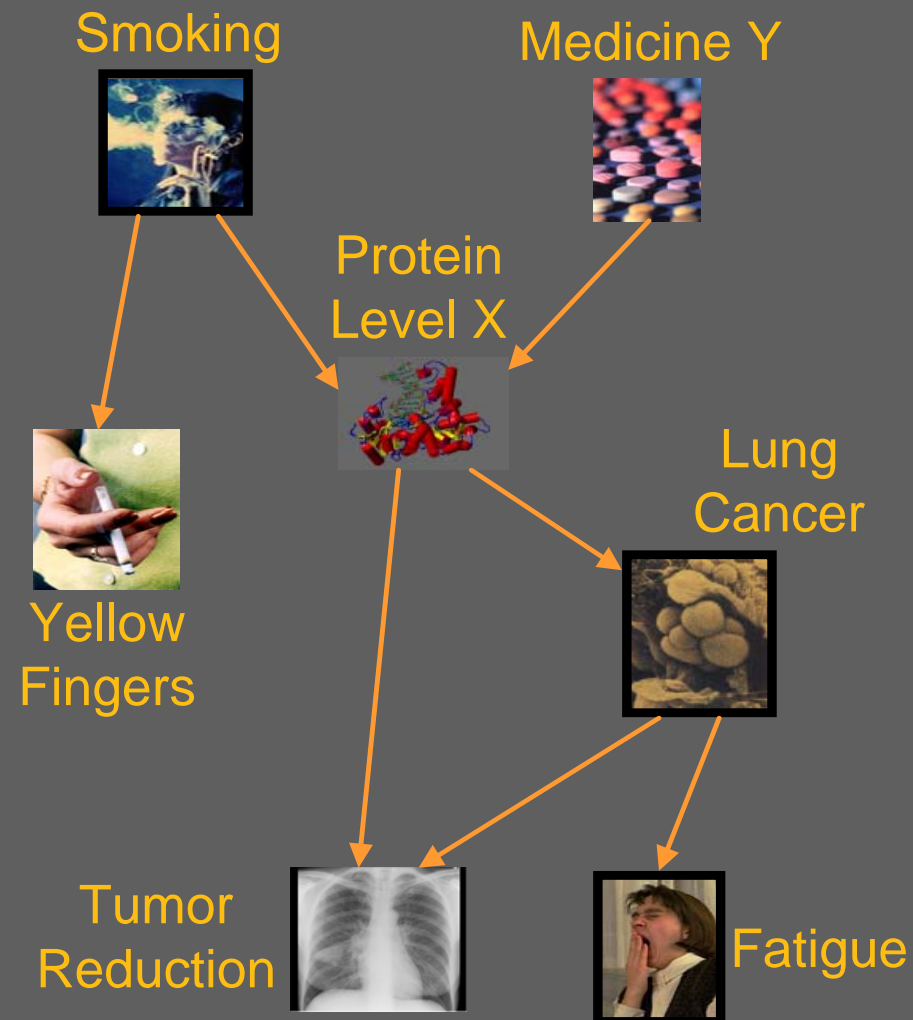 Smoking
Medicine Y
Protein
Level X
Lung
Cancer
Yellow
Fingers
Tumor
Reduction
Fatigue